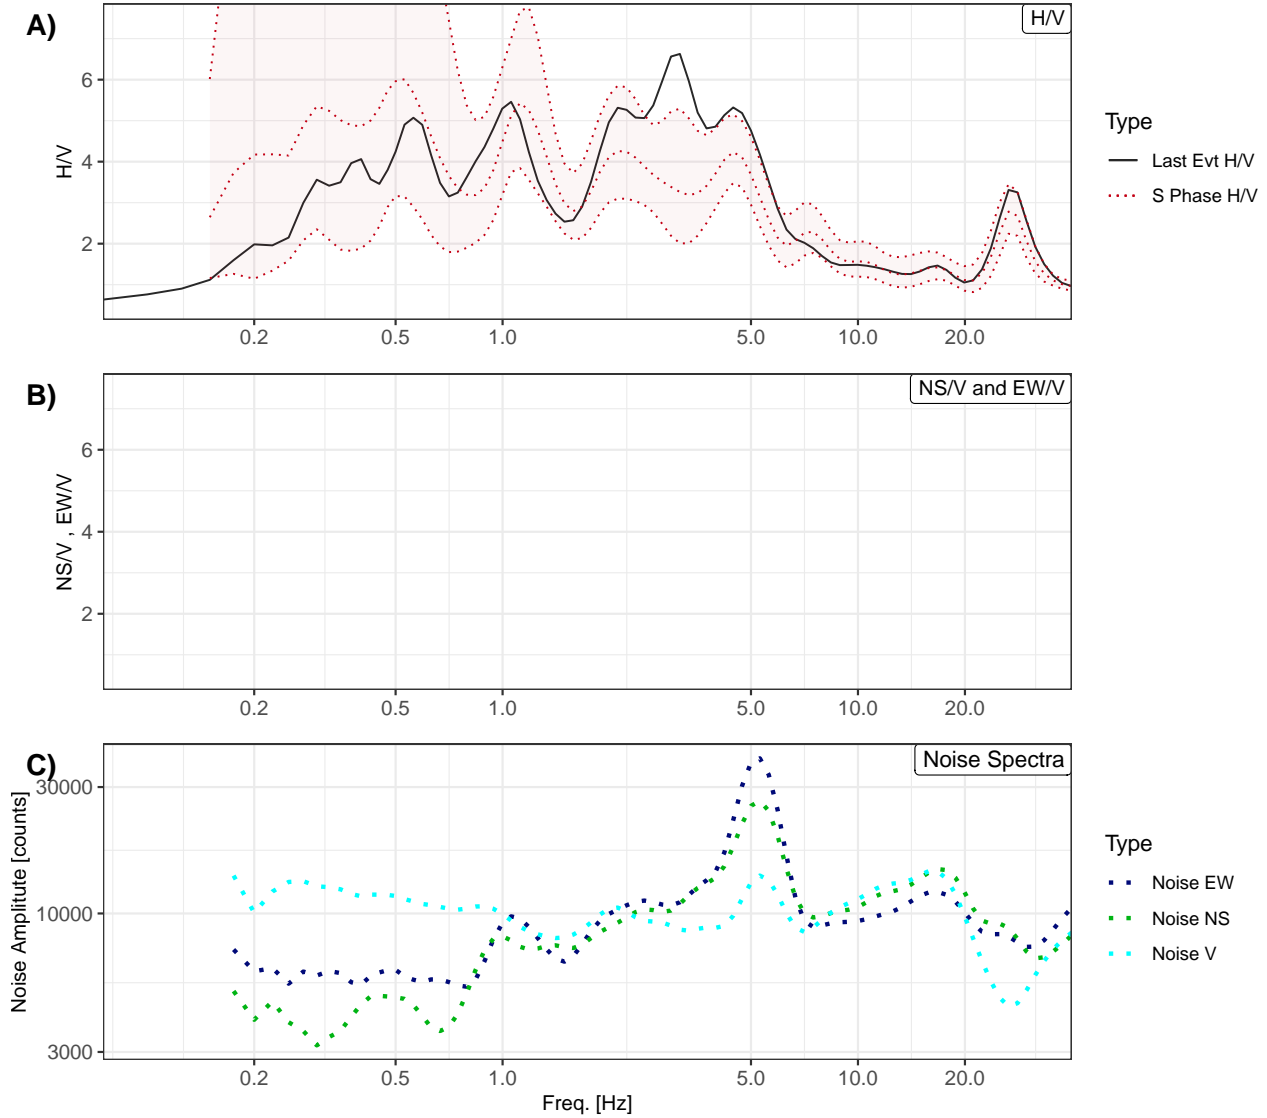 A)
H/V
H/V
6
4
2
0.2 0.5 1.0 5.0 10.0 20.0
Type
Last Evt H/V
S Phase H/V
B)
NS/V and EW/V
NS/V , EW/V
6
4
2
0.2 0.5 1.0 5.0 10.0 20.0
C)
Noise Spectra
Noise Amplitute [counts]
30000
10000
3000
0.2 0.5 1.0 5.0 10.0 20.0
Freq. [Hz]
Type
Noise EW
Noise NS
Noise V